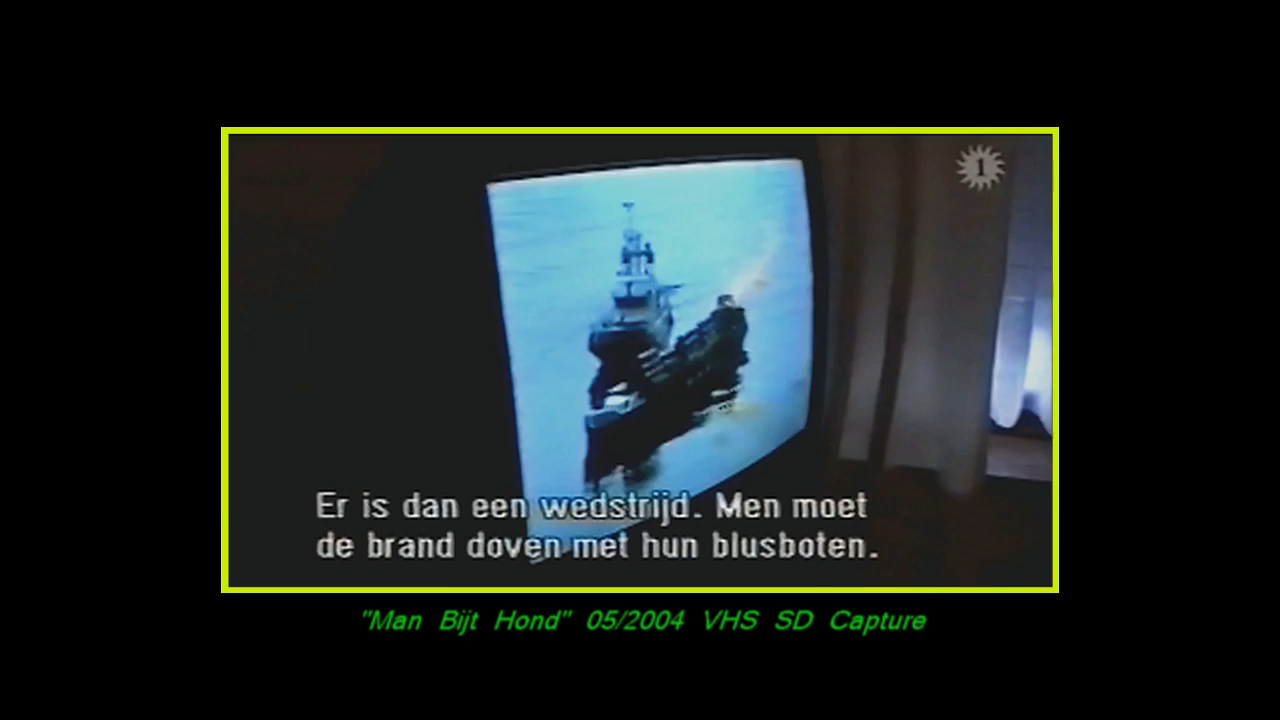 1
Er is dan een wedstrijd. Men moet
de brand doven met hun blusboten.
"Man Bijt Hond" 05/2004 VHS SD Capture